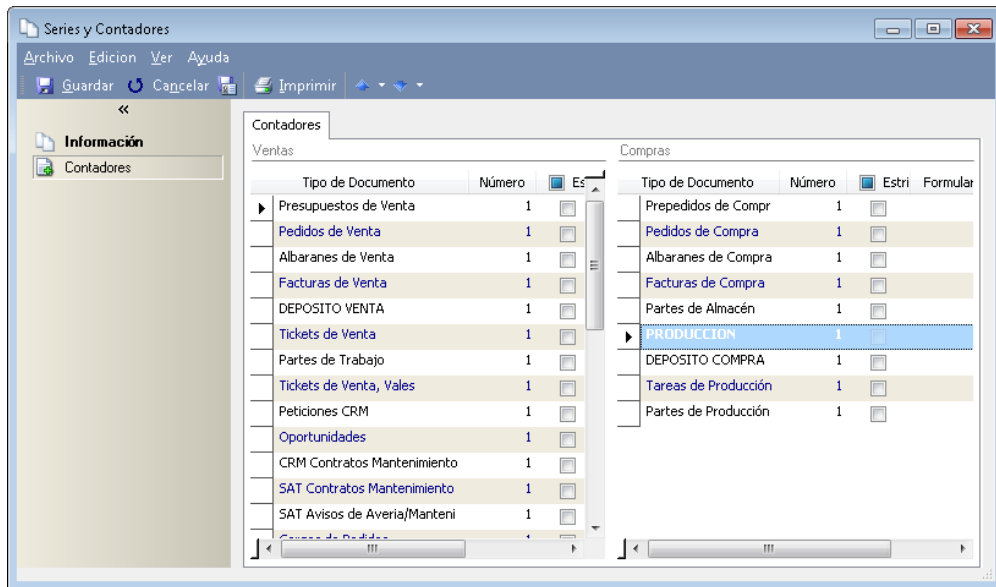 Series y Contadores
Archivo Edicion Ver Ayuda
Guardar Cancelar Imprimir
«
Información
Contadores
Contadores
Ventas
Tipo de Documento Número Es
Presupuestos de Venta 1
Pedidos de Venta 1
Albaranes de Venta 1
Facturas de Venta 1
DEPOSITO VENTA 1
Tickets de Venta 1
Partes de Trabajo 1
Tickets de Venta, Vales 1
Peticiones CRM 1
Oportunidades 1
CRM Contratos Mantenimiento 1
SAT Contratos Mantenimiento 1
SAT Avisos de Averia/Manteni 1
Compras
Tipo de Documento Número Estri Formular
Prepedidos de Compr 1
Pedidos de Compra 1
Albaranes de Compra 1
Facturas de Compra 1
Partes de Almacén 1
PRODUCCION 1
DEPOSITO COMPRA 1
Tareas de Producción 1
Partes de Producción 1